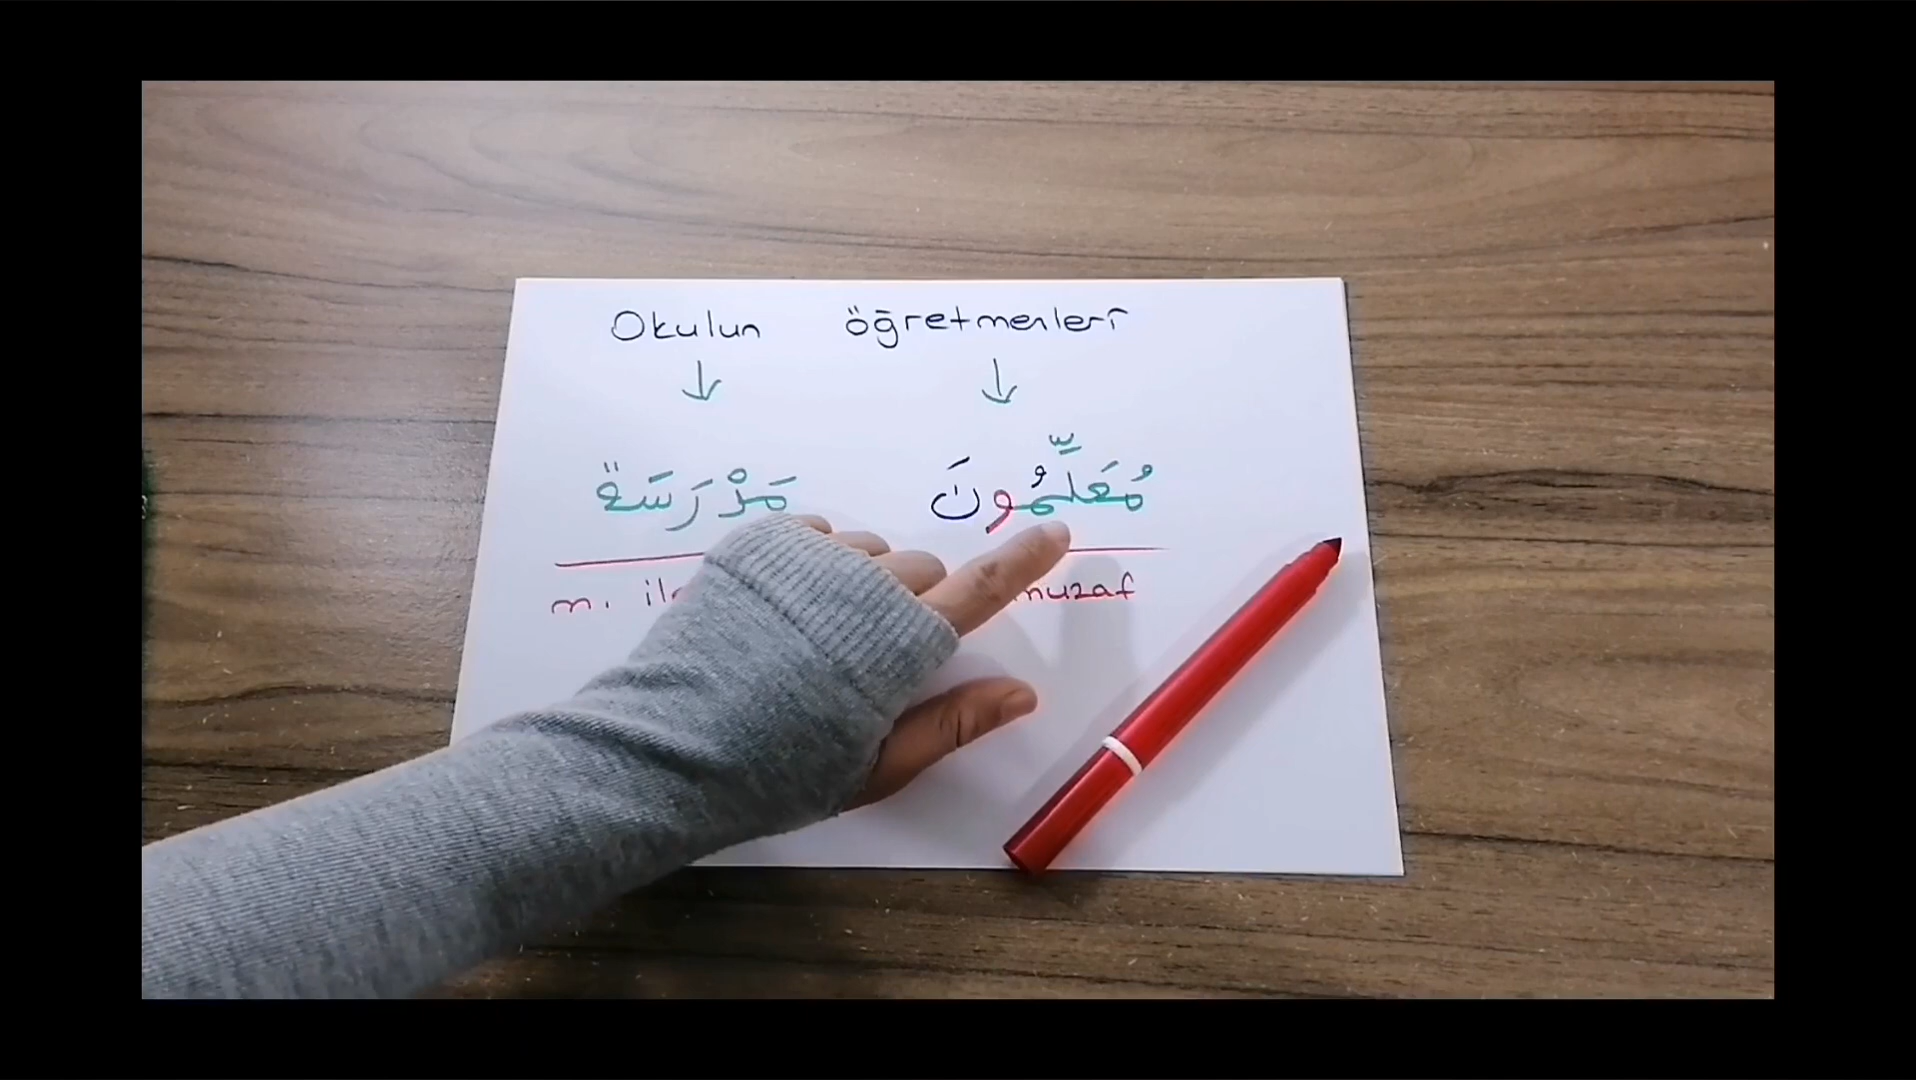 Okulun öğretmenleri
مُعَلِّمُونَ مَدْرَسَة
m. muzaf